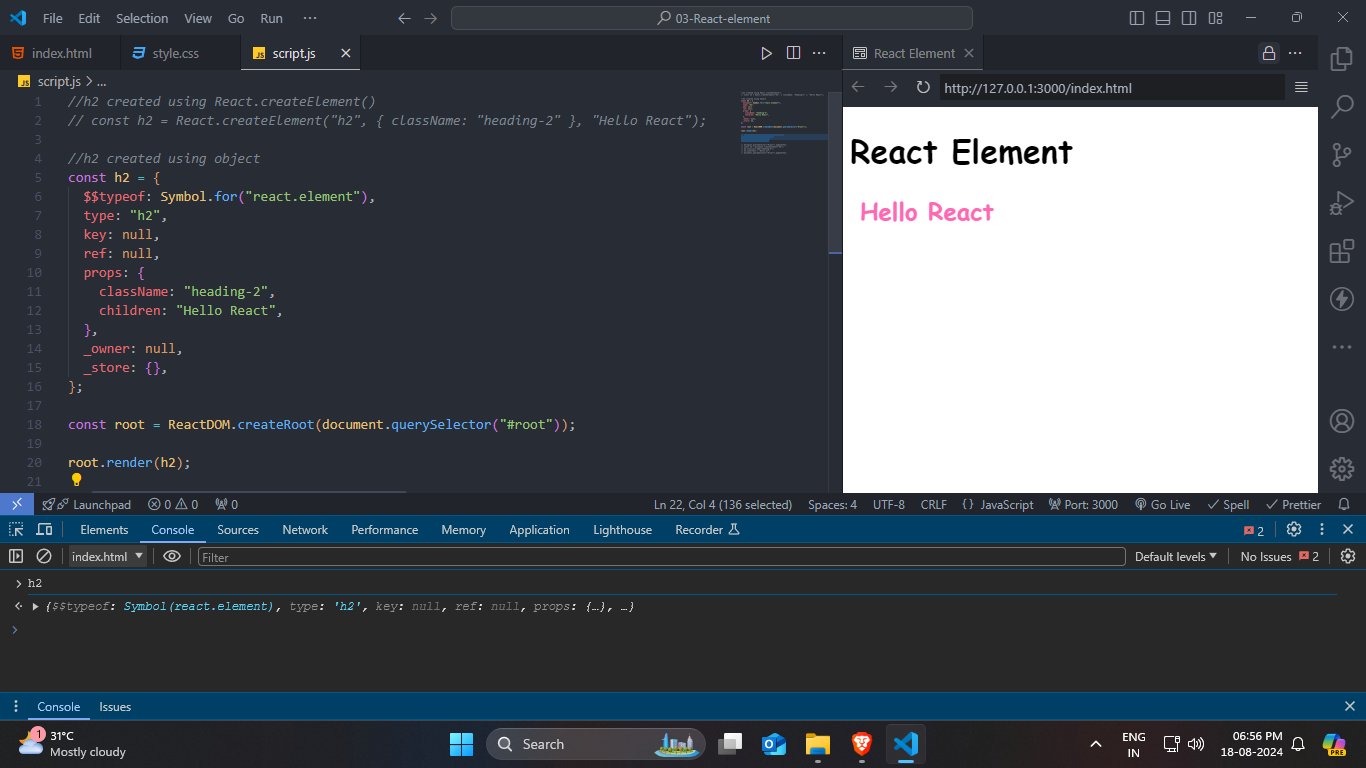 File Edit Selection View Go Run ··· 03-React-element
index.html style.css script.js React Element
script.js > ... http://127.0.0.1:3000/index.html
1 //h2 created using React.createElement()
2 // const h2 = React.createElement("h2", { className: "heading-2" }, "Hello React");
3
4 //h2 created using object
5 const h2 = {
6 $$typeof: Symbol.for("react.element"),
7 type: "h2",
8 key: null,
9 ref: null,
10 props: {
11 className: "heading-2",
12 children: "Hello React",
13 },
14 _owner: null,
15 _store: {},
16 };
17
18 const root = ReactDOM.createRoot(document.querySelector("#root"));
19
20 root.render(h2);
21
React Element
Hello React
Launchpad 0 0 0 Ln 22, Col 4 (136 selected) Spaces: 4 UTF-8 CRLF {} JavaScript Port: 3000 Go Live Spell Prettier
Elements Console Sources Network Performance Memory Application Lighthouse Recorder 2
index.html Filter Default levels No Issues 2
> h2
{$$typeof: Symbol(react.element), type: 'h2', key: null, ref: null, props: {…}, …}
>
Console Issues
1 31°C
Mostly cloudy
Search
ENG
IN
06:56 PM
18-08-2024
PRE